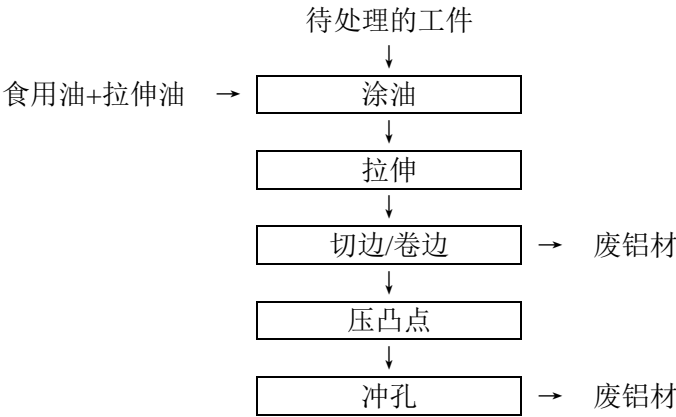 待处理的工件
食用油+拉伸油
涂油
拉伸
切边/卷边
废铝材
压凸点
冲孔
废铝材